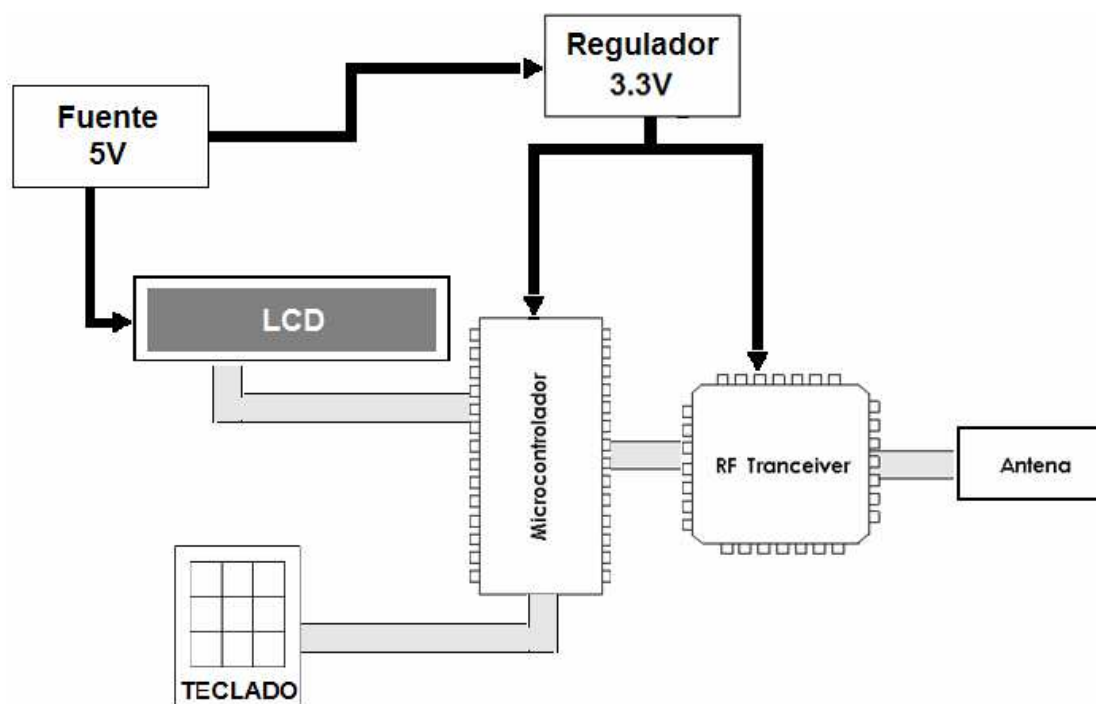 Regulador
3.3V
Fuente
5V
LCD
Microcontrolador
RF Tranceiver
Antena
TECLADO